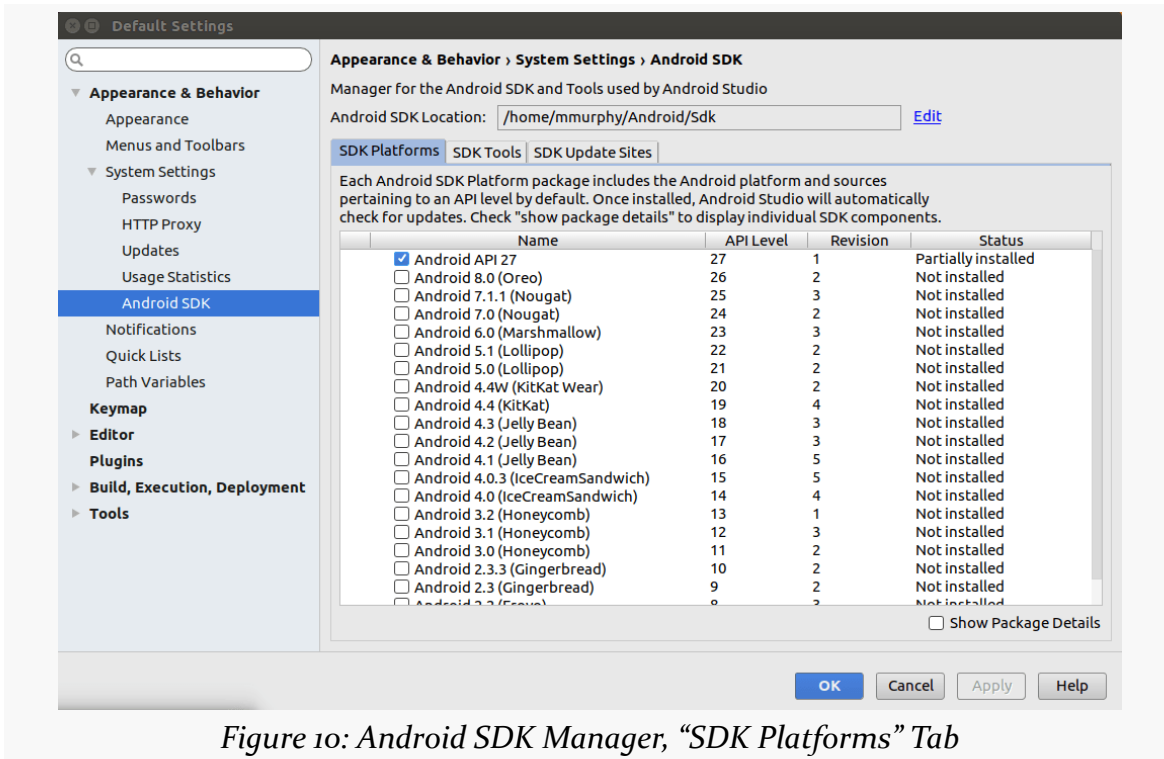 Default Settings
Appearance & Behavior
Appearance
Menus and Toolbars
System Settings
Passwords
HTTP Proxy
Updates
Usage Statistics
Android SDK
Notifications
Quick Lists
Path Variables
Keymap
Editor
Plugins
Build, Execution, Deployment
Tools
Appearance & Behavior › System Settings › Android SDK
Manager for the Android SDK and Tools used by Android Studio
Android SDK Location: /home/mmurphy/Android/Sdk Edit
SDK Platforms SDK Tools SDK Update Sites
Each Android SDK Platform package includes the Android platform and sources
pertaining to an API level by default. Once installed, Android Studio will automatically
check for updates. Check "show package details" to display individual SDK components.
Name API Level Revision Status
Android API 27 27 1 Partially installed
Android 8.0 (Oreo) 26 2 Not installed
Android 7.1.1 (Nougat) 25 3 Not installed
Android 7.0 (Nougat) 24 2 Not installed
Android 6.0 (Marshmallow) 23 3 Not installed
Android 5.1 (Lollipop) 22 2 Not installed
Android 5.0 (Lollipop) 21 2 Not installed
Android 4.4W (KitKat Wear) 20 2 Not installed
Android 4.4 (KitKat) 19 4 Not installed
Android 4.3 (Jelly Bean) 18 3 Not installed
Android 4.2 (Jelly Bean) 17 3 Not installed
Android 4.1 (Jelly Bean) 16 5 Not installed
Android 4.0.3 (IceCreamSandwich) 15 5 Not installed
Android 4.0 (IceCreamSandwich) 14 4 Not installed
Android 3.2 (Honeycomb) 13 1 Not installed
Android 3.1 (Honeycomb) 12 3 Not installed
Android 3.0 (Honeycomb) 11 2 Not installed
Android 2.3.3 (Gingerbread) 10 2 Not installed
Android 2.3 (Gingerbread) 9 2 Not installed
Android 2.2 (Froyo) 8 3 Not installed
Show Package Details
OK Cancel Apply Help
Figure 10: Android SDK Manager, “SDK Platforms” Tab